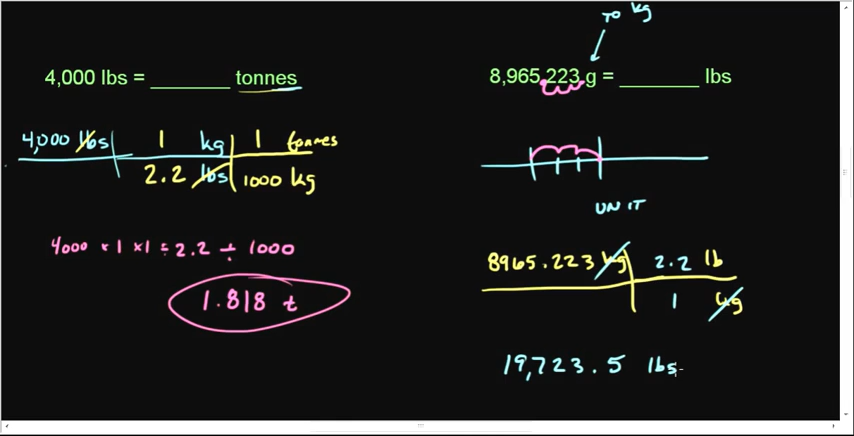 4,000 lbs = ________ tonnes
4,000 lbs | 1 kg | 1 tonnes
2.2 lbs | 1000 kg
4000 × 1 × 1 ÷ 2.2 ÷ 1000
1.818 t
TO kg
8,965,223 g = ________ lbs
UNIT
8965.223 kg | 2.2 lb
1 kg
19,723.5 lbs